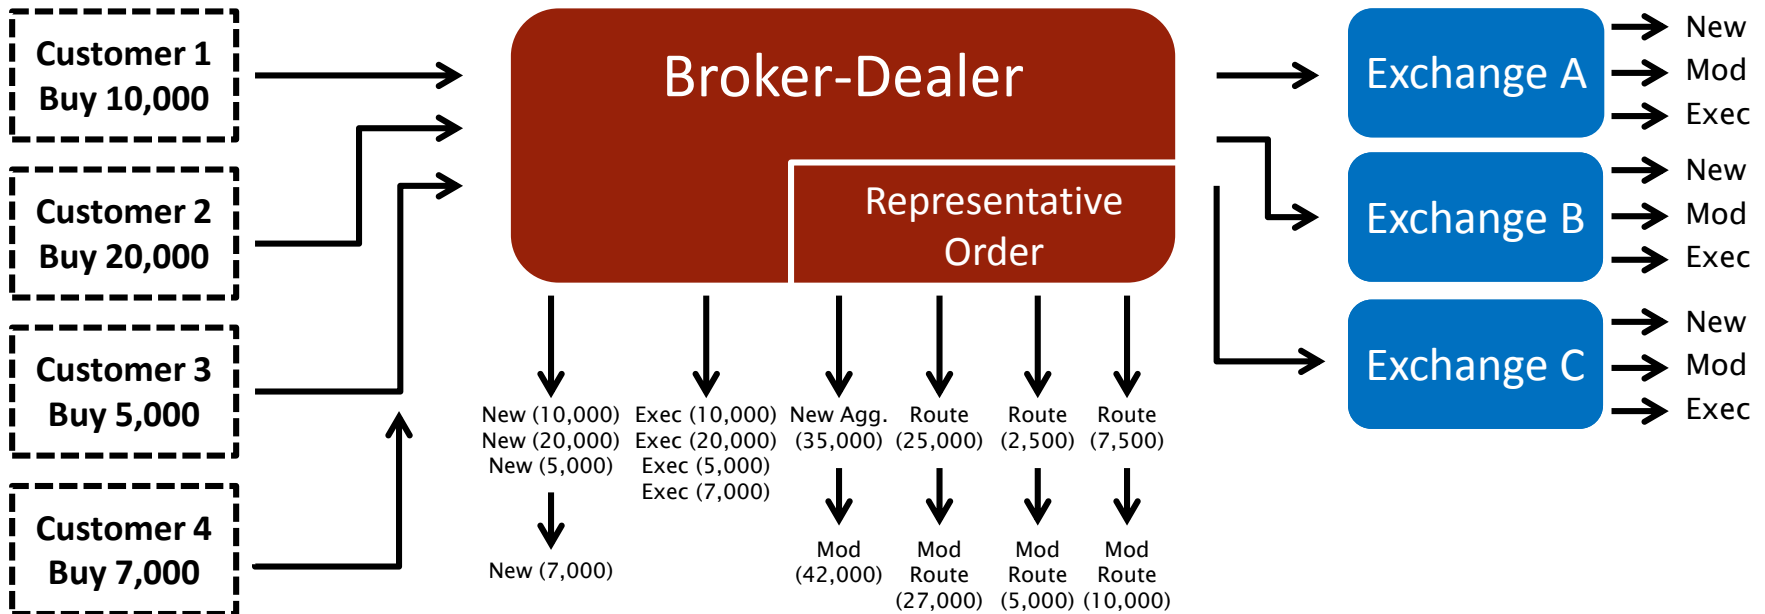 Customer 1
Buy 10,000
Customer 2
Buy 20,000
Customer 3
Buy 5,000
Customer 4
Buy 7,000
Broker-Dealer
Representative
Order
New (10,000)
New (20,000)
New (5,000)
New (7,000)
Exec (10,000)
Exec (20,000)
Exec (5,000)
Exec (7,000)
New Agg.
(35,000)
Mod
(42,000)
Route
(25,000)
Mod
Route
(27,000)
Route
(2,500)
Mod
Route
(5,000)
Route
(7,500)
Mod
Route
(10,000)
Exchange A
New
Mod
Exec
Exchange B
New
Mod
Exec
Exchange C
New
Mod
Exec